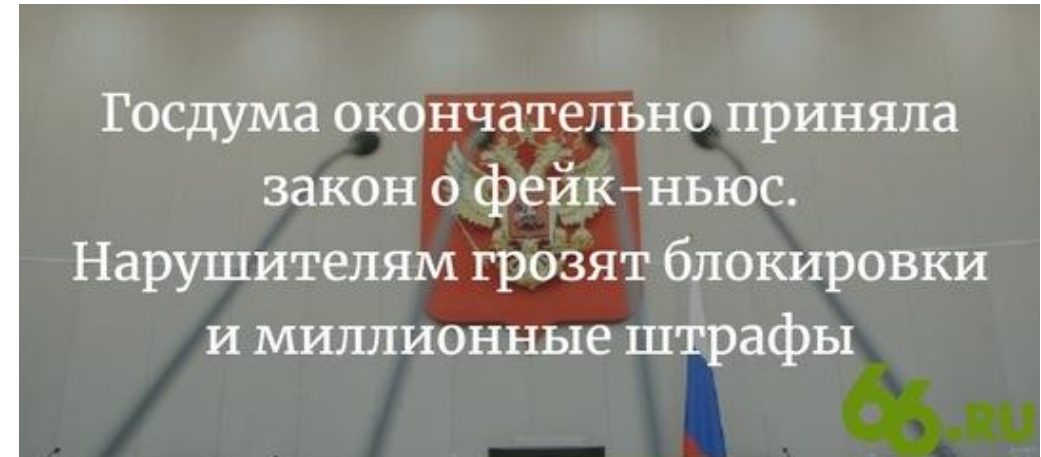 Госдума окончательно приняла
закон о фейк-ньюс.
Нарушителям грозят блокировки
и миллионные штрафы
66.RU